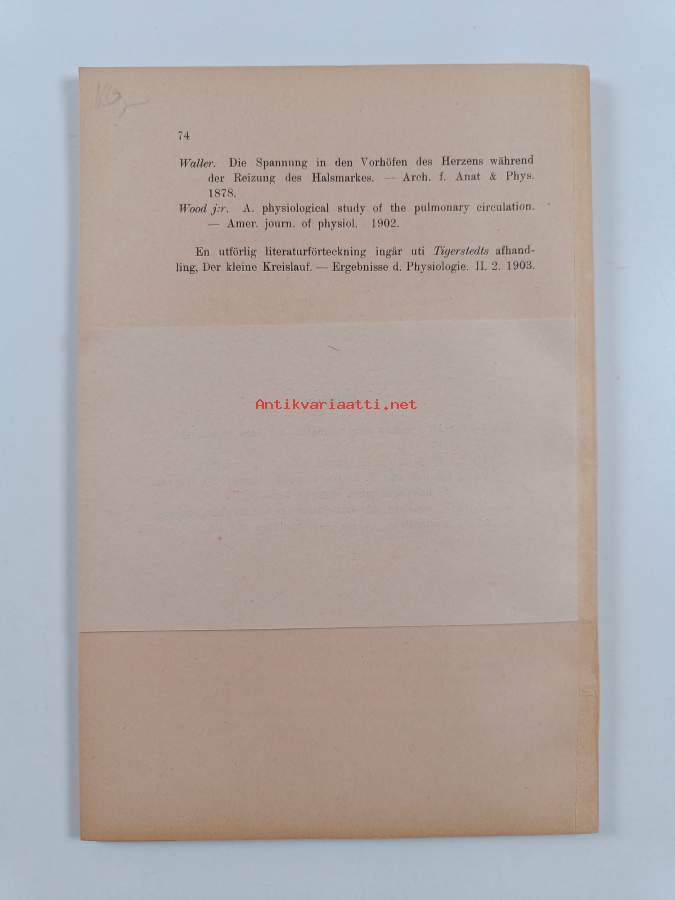 74
Waller. Die Spannung in den Vorhöfen des Herzens während
der Reizung des Halsmarkes. — Arch. f. Anat & Phys.
1878.
Wood j:r. A. physiological study of the pulmonary circulation.
— Amer. journ. of physiol. 1902.
En utförlig literaturförteckning ingår uti Tigerstedts afhand-
ling, Der kleine Kreislauf. — Ergebnisse d. Physiologie. II. 2. 1903.
Antikvariaatti.net